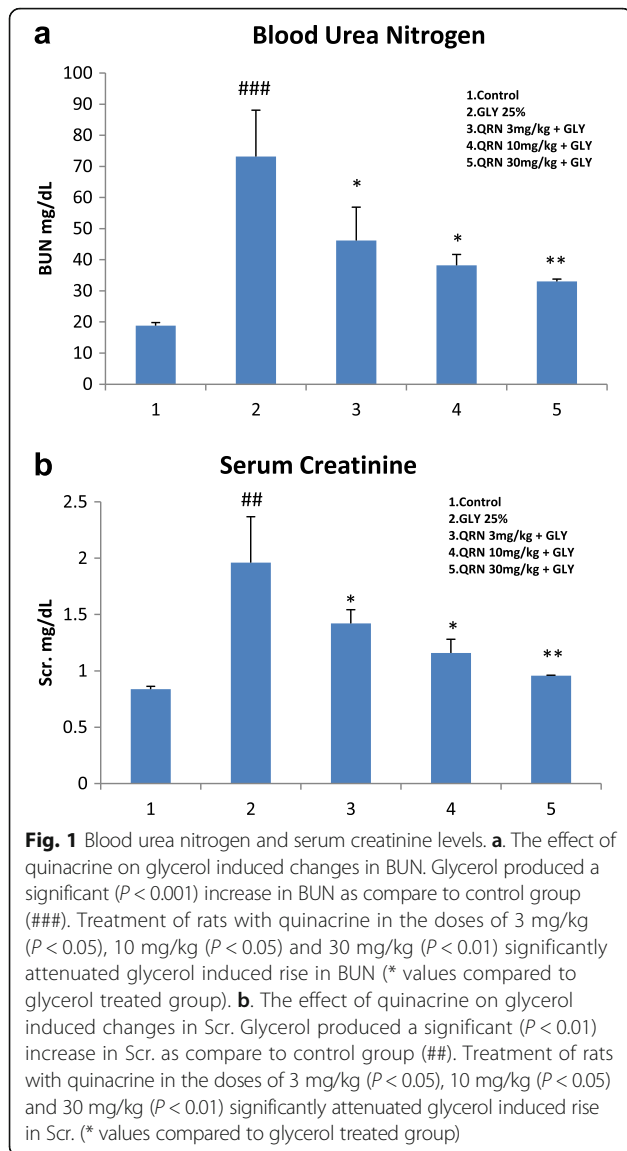 a
Blood Urea Nitrogen
100
90
80
70
60
50
40
30
20
10
0
BUN mg/dL
###
*
*
**
1.Control
2.GLY 25%
3.QRN 3mg/kg + GLY
4.QRN 10mg/kg + GLY
5.QRN 30mg/kg + GLY
1 2 3 4 5
b
Serum Creatinine
2.5
2
1.5
1
0.5
0
Scr. mg/dL
##
*
*
**
1.Control
2.GLY 25%
3.QRN 3mg/kg + GLY
4.QRN 10mg/kg + GLY
5.QRN 30mg/kg + GLY
1 2 3 4 5
Fig. 1 Blood urea nitrogen and serum creatinine levels. a. The effect of
quinacrine on glycerol induced changes in BUN. Glycerol produced a
significant (P < 0.001) increase in BUN as compare to control group
(###). Treatment of rats with quinacrine in the doses of 3 mg/kg
(P < 0.05), 10 mg/kg (P < 0.05) and 30 mg/kg (P < 0.01) significantly
attenuated glycerol induced rise in BUN (* values compared to
glycerol treated group). b. The effect of quinacrine on glycerol
induced changes in Scr. Glycerol produced a significant (P < 0.01)
increase in Scr. as compare to control group (##). Treatment of rats
with quinacrine in the doses of 3 mg/kg (P < 0.05), 10 mg/kg (P < 0.05)
and 30 mg/kg (P < 0.01) significantly attenuated glycerol induced rise
in Scr. (* values compared to glycerol treated group)